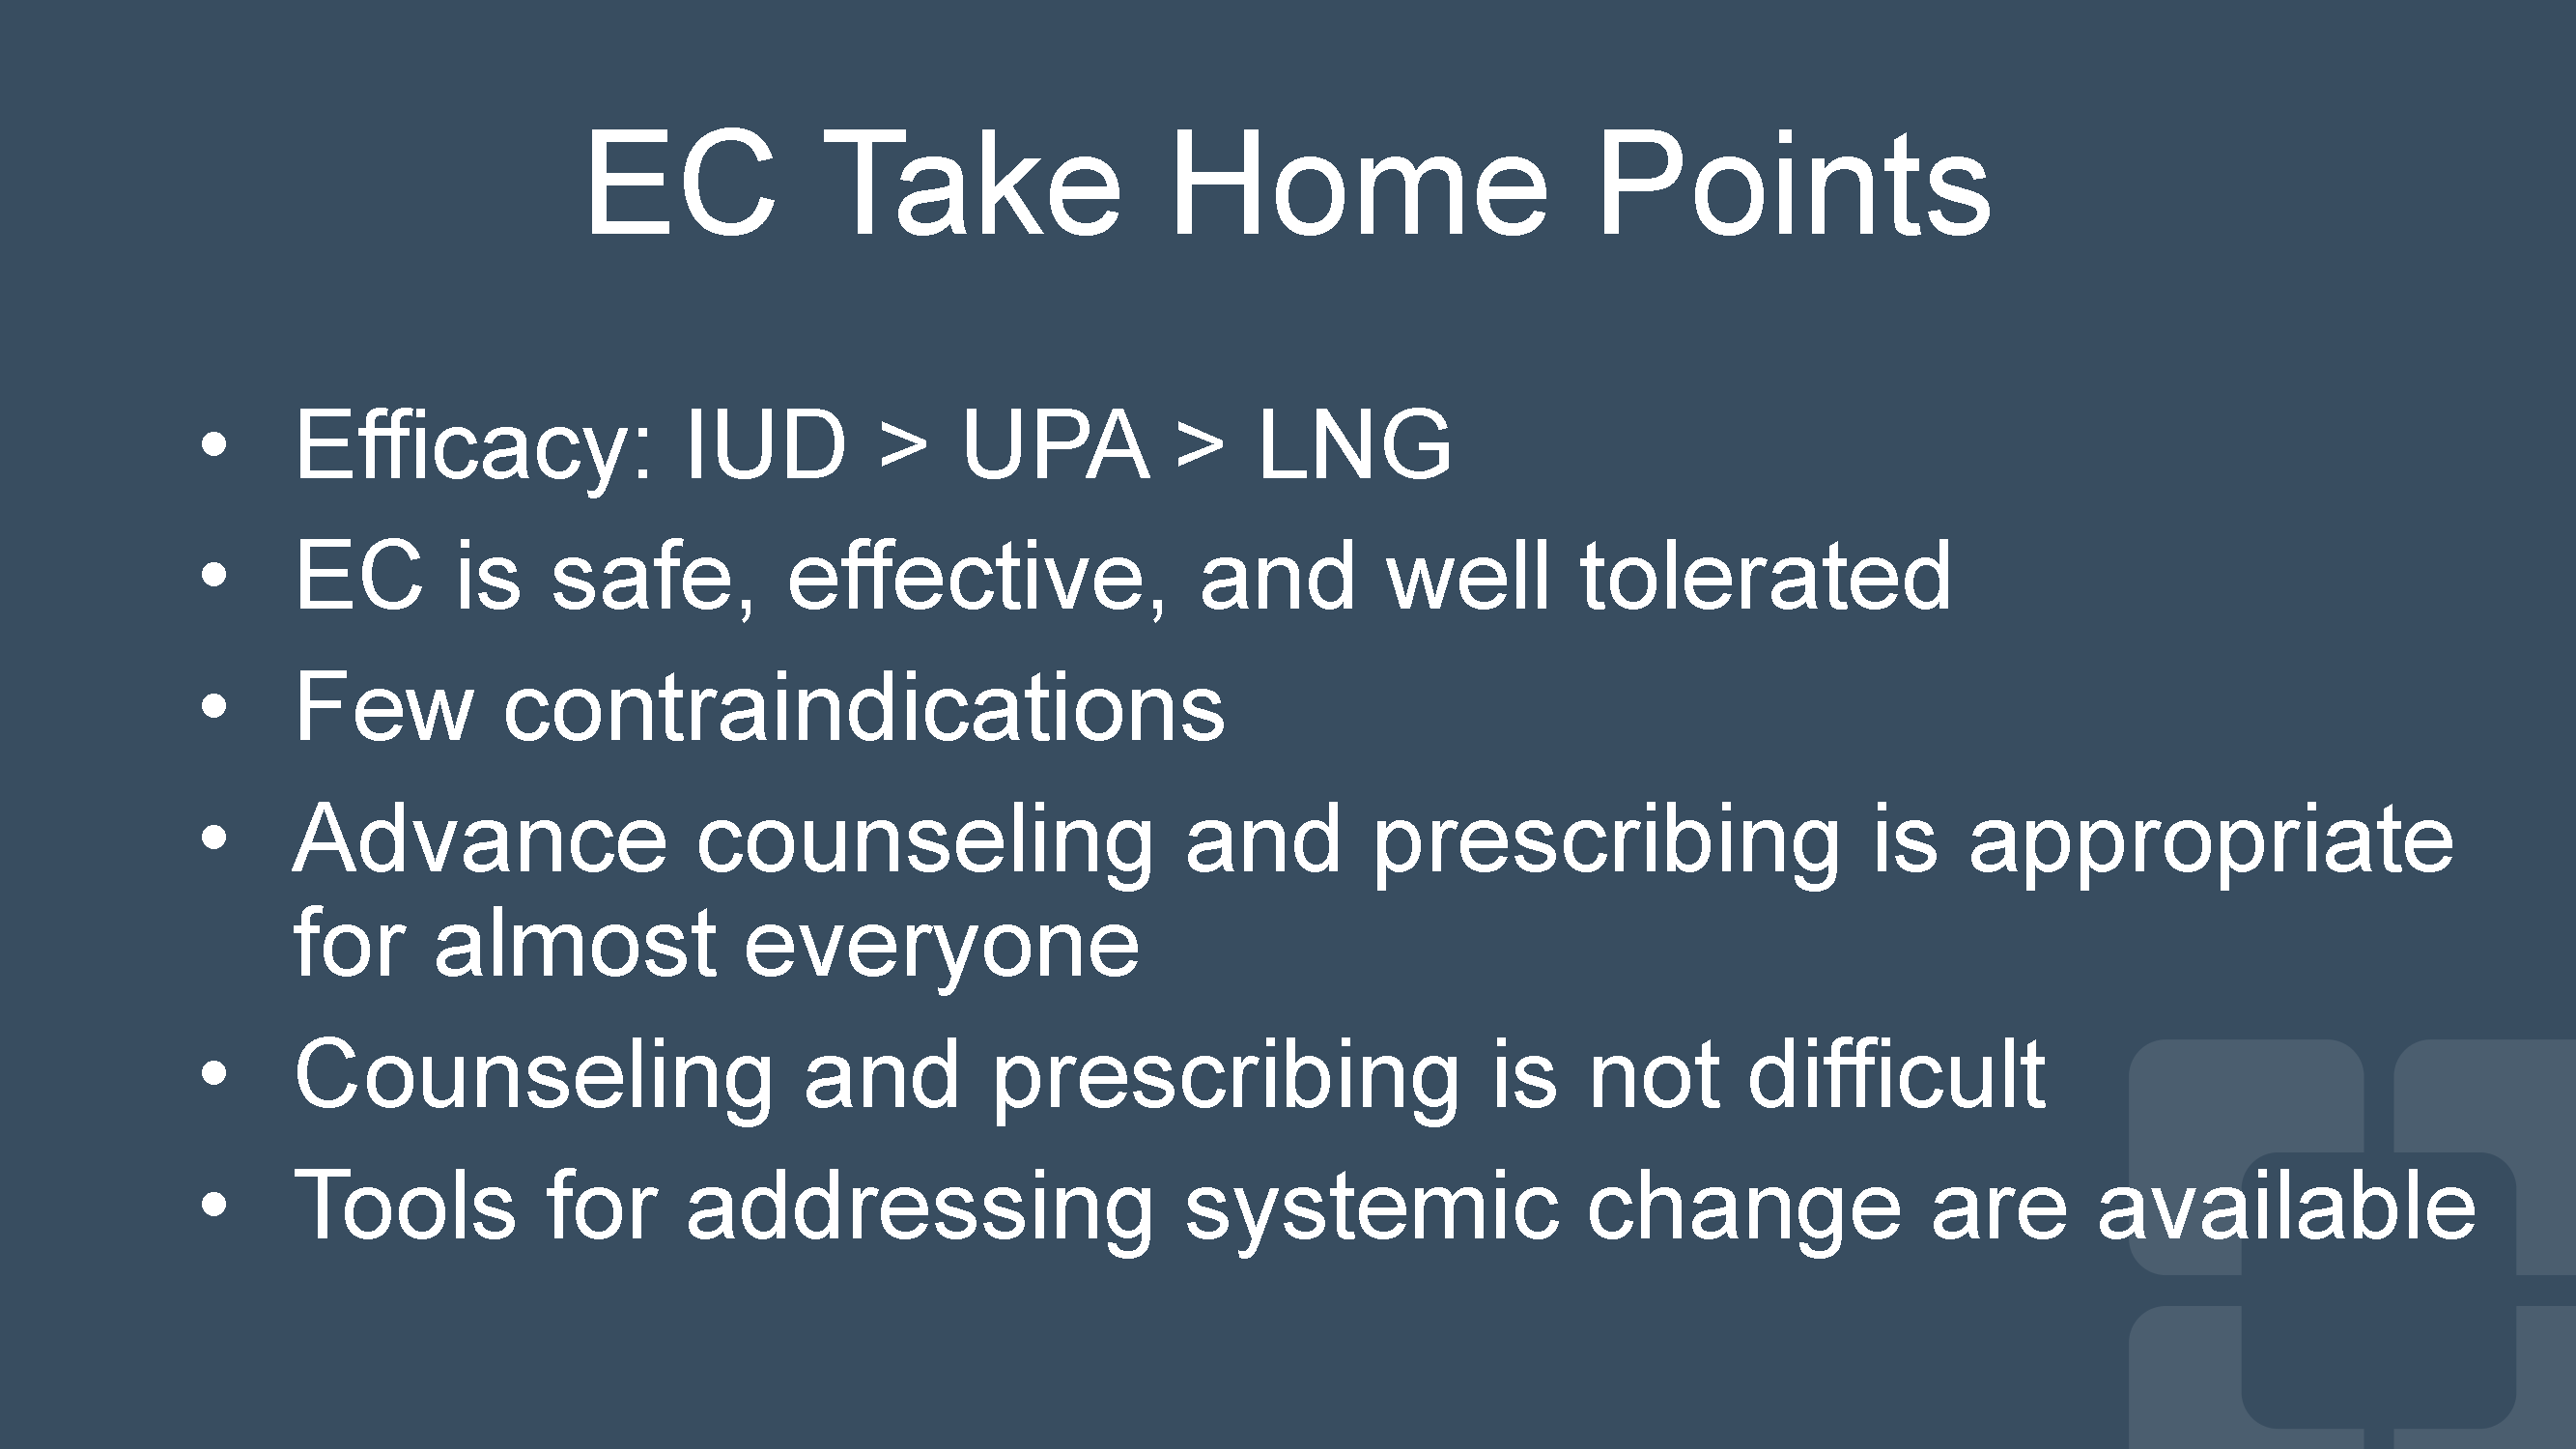 EC Take Home Points
• Efficacy: IUD > UPA > LNG
• EC is safe, effective, and well tolerated
• Few contraindications
• Advance counseling and prescribing is appropriate
for almost everyone
• Counseling and prescribing is not difficult
• Tools for addressing systemic change are available